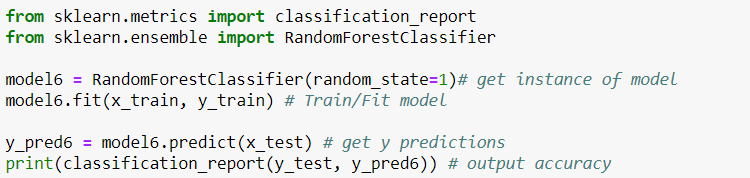 from sklearn.metrics import classification_report
from sklearn.ensemble import RandomForestClassifier
model6 = RandomForestClassifier(random_state=1)# get instance of model
model6.fit(x_train, y_train) # Train/Fit model
y_pred6 = model6.predict(x_test) # get y predictions
print(classification_report(y_test, y_pred6)) # output accuracy